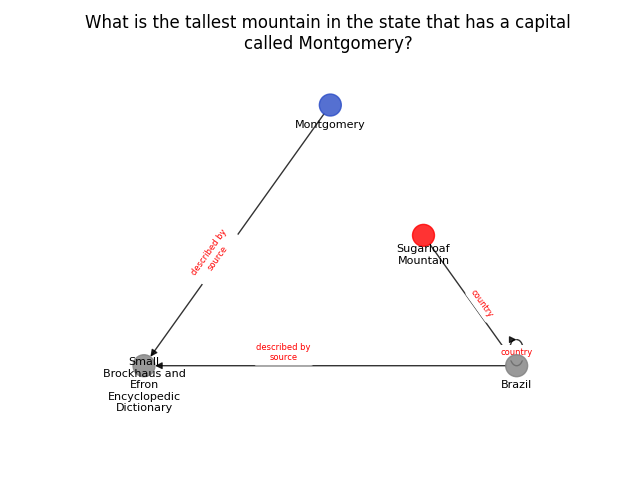 What is the tallest mountain in the state that has a capital
called Montgomery?
Montgomery
described by
source
Sugarloaf
Mountain
country
described by
source
country
Small
Brockhaus and
Efron
Encyclopedic
Dictionary
Brazil